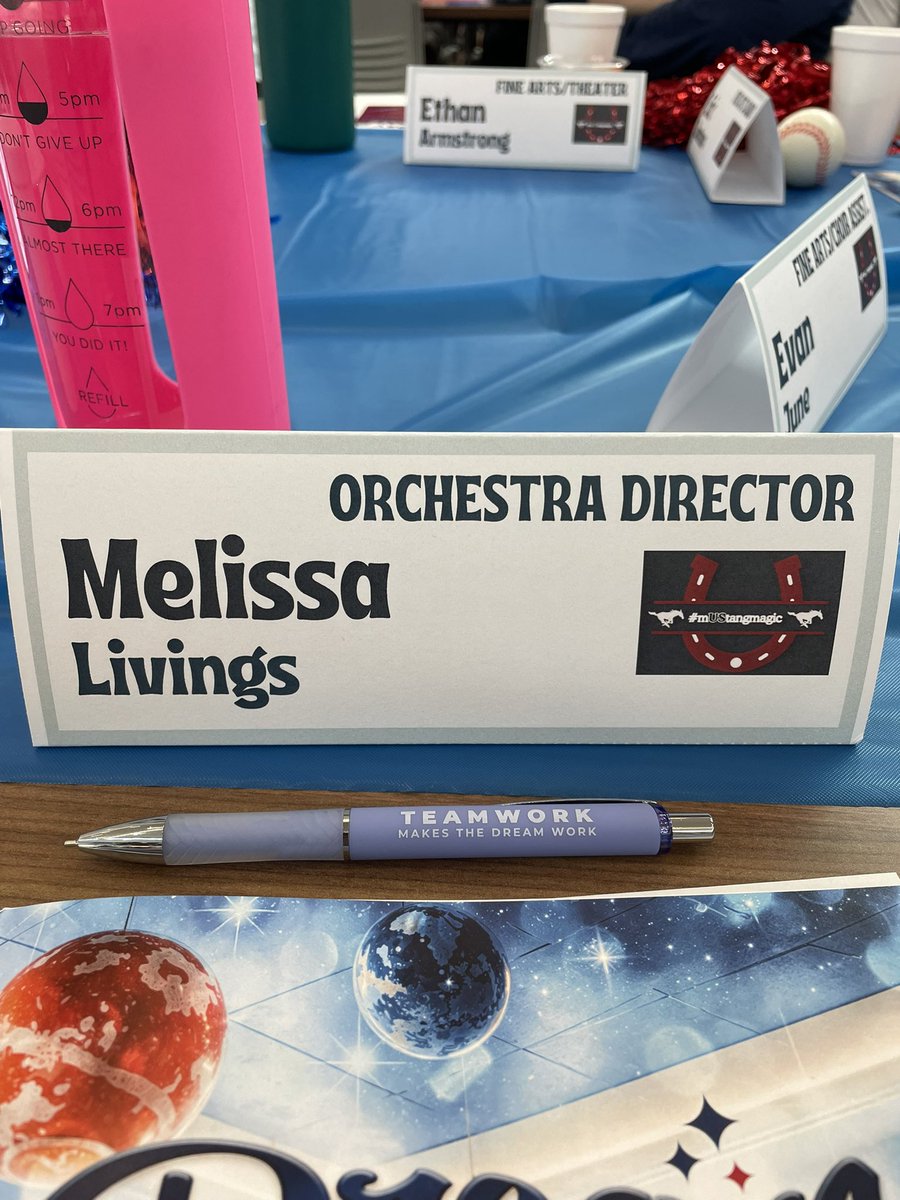 P GOING
5pm
DON'T GIVE UP
6pm
ALMOST THERE
7pm
YOU DID IT!
REFILL
FINE ARTS/THEATER
Ethan
Armstrong
FINE ARTS/CHOIR ASST
Evan
June
ORCHESTRA DIRECTOR
Melissa
Livings
#mUStangmagic
TEAMWORK
MAKES THE DREAM WORK